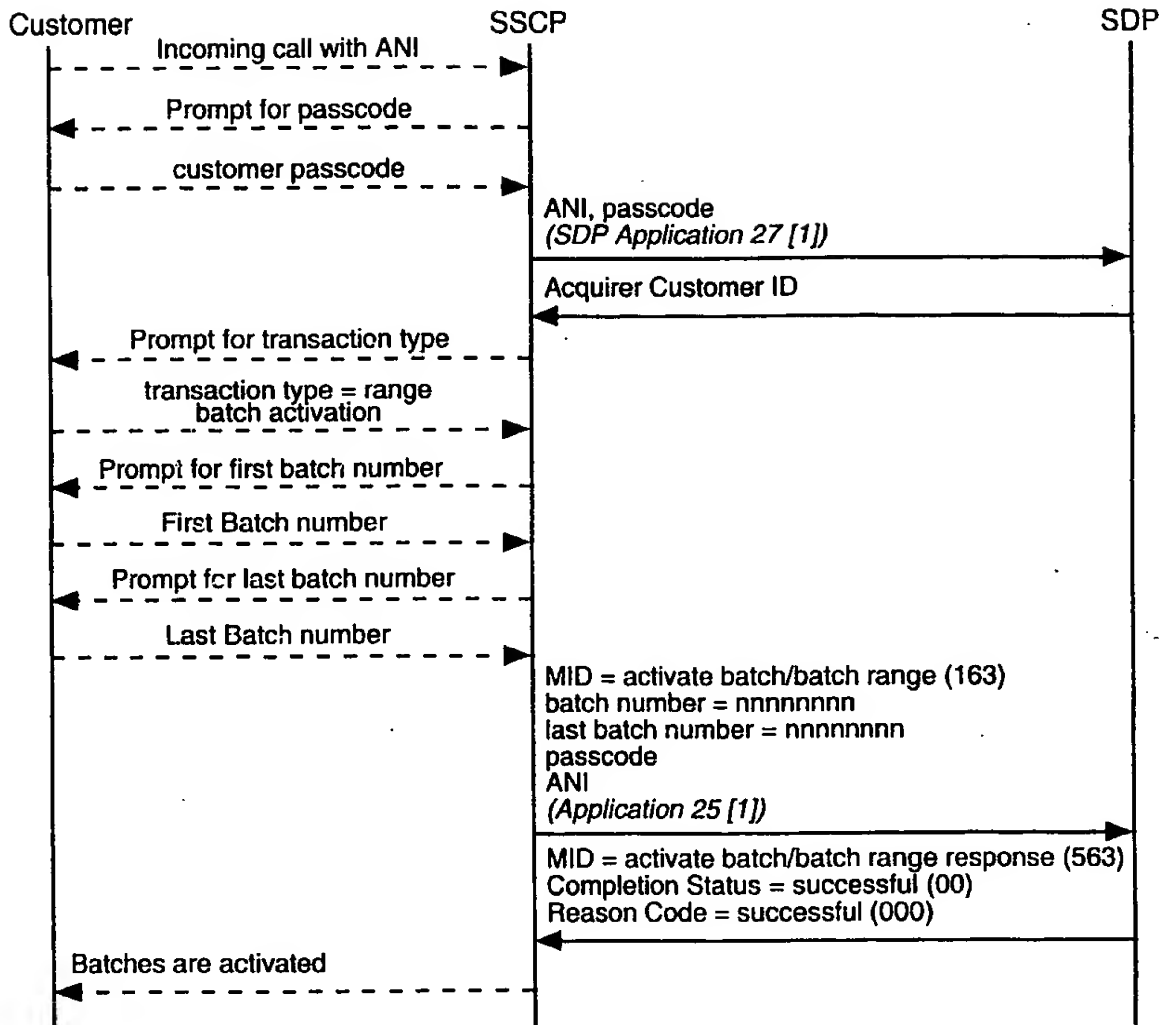 Customer SSCP SDP
Incoming call with ANI
Prompt for passcode
customer passcode
ANI, passcode
(SDP Application 27 [1])
Acquirer Customer ID
Prompt for transaction type
transaction type = range
batch activation
Prompt for first batch number
First Batch number
Prompt for last batch number
Last Batch number
MID = activate batch/batch range (163)
batch number = nnnnnnnn
last batch number = nnnnnnnn
passcode
ANI
(Application 25 [1])
MID = activate batch/batch range response (563)
Completion Status = successful (00)
Reason Code = successful (000)
Batches are activated